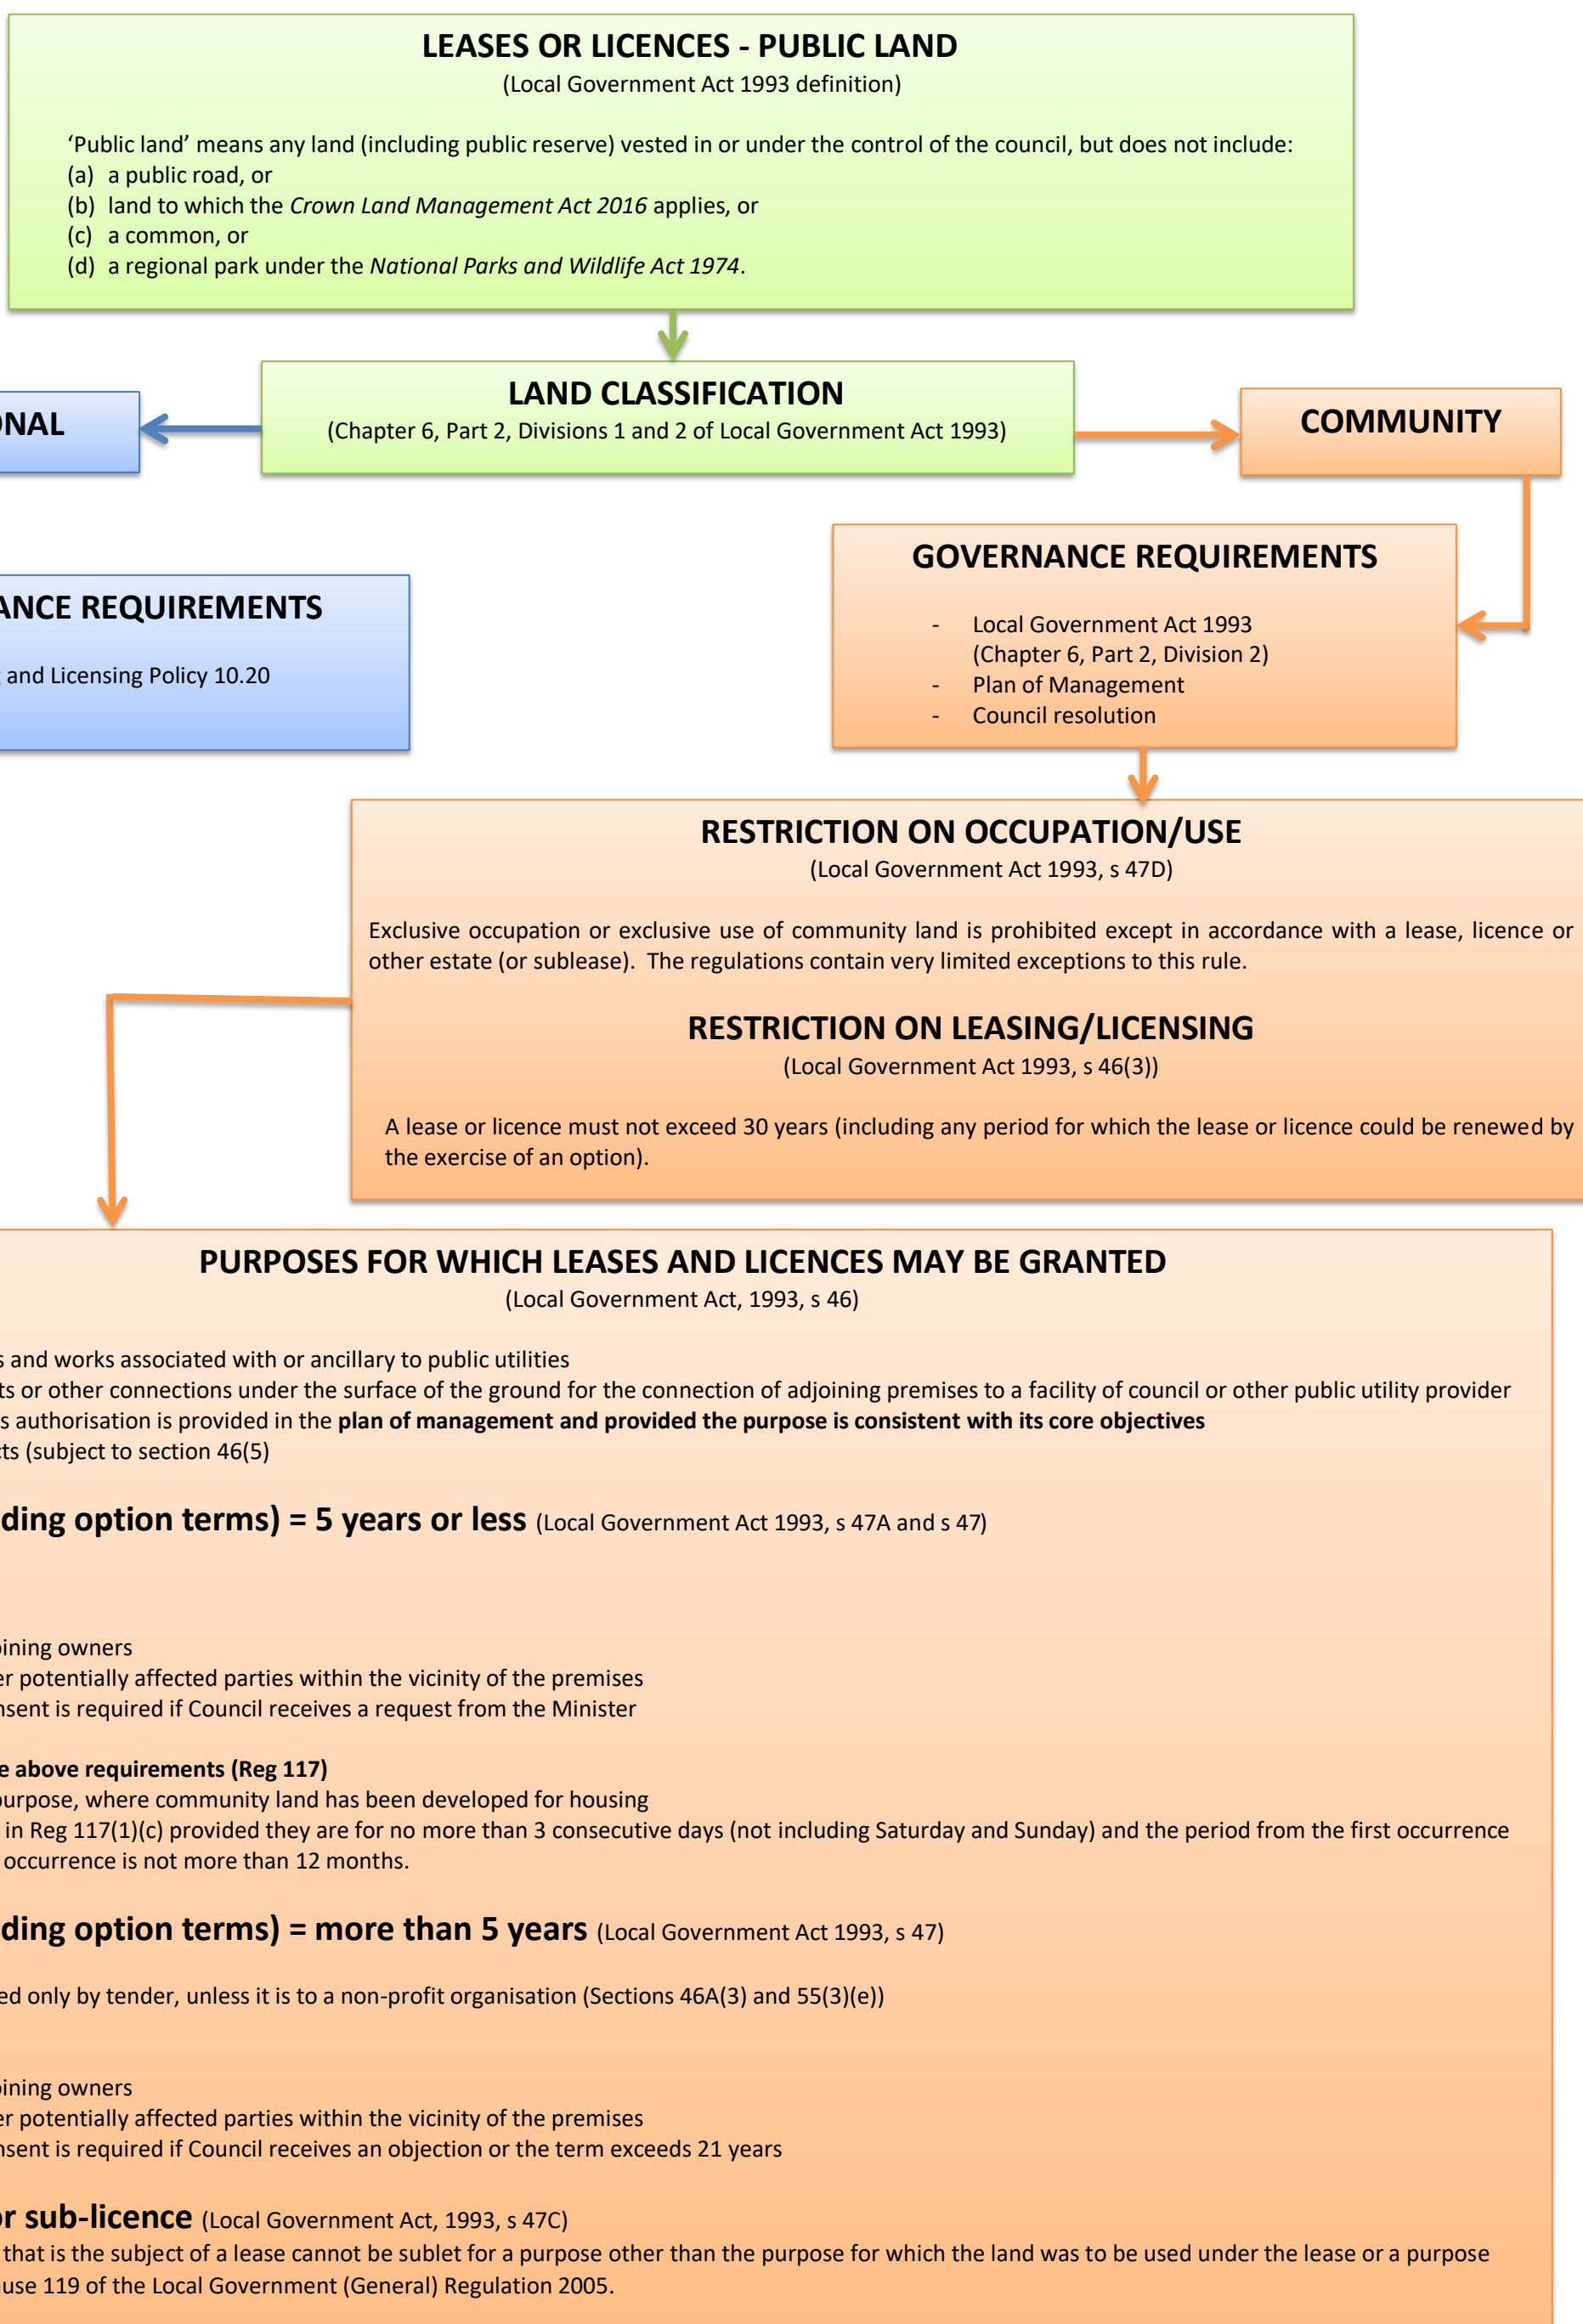 LEASES OR LICENCES - PUBLIC LAND
(Local Government Act 1993 definition)
‘Public land’ means any land (including public reserve) vested in or under the control of the council, but does not include:
(a) a public road, or
(b) land to which the Crown Land Management Act 2016 applies, or
(c) a common, or
(d) a regional park under the National Parks and Wildlife Act 1974.
LAND CLASSIFICATION
(Chapter 6, Part 2, Divisions 1 and 2 of Local Government Act 1993)
COMMUNITY
GOVERNANCE REQUIREMENTS
- Local Government Act 1993
(Chapter 6, Part 2, Division 2)
- Plan of Management
- Council resolution
REQUIREMENTS
and Licensing Policy 10.20
RESTRICTION ON OCCUPATION/USE
(Local Government Act 1993, s 47D)
Exclusive occupation or exclusive use of community land is prohibited except in accordance with a lease, licence or
other estate (or sublease). The regulations contain very limited exceptions to this rule.
RESTRICTION ON LEASING/LICENSING
(Local Government Act 1993, s 46(3))
A lease or licence must not exceed 30 years (including any period for which the lease or licence could be renewed by
the exercise of an option).
PURPOSES FOR WHICH LEASES AND LICENCES MAY BE GRANTED
(Local Government Act, 1993, s 46)
and works associated with or ancillary to public utilities
or other connections under the surface of the ground for the connection of adjoining premises to a facility of council or other public utility provider
authorisation is provided in the plan of management and provided the purpose is consistent with its core objectives
(subject to section 46(5)
option terms) = 5 years or less (Local Government Act 1993, s 47A and s 47)
owners
potentially affected parties within the vicinity of the premises
is required if Council receives a request from the Minister
above requirements (Reg 117)
purpose, where community land has been developed for housing
in Reg 117(1)(c) provided they are for no more than 3 consecutive days (not including Saturday and Sunday) and the period from the first occurrence
occurrence is not more than 12 months.
option terms) = more than 5 years (Local Government Act 1993, s 47)
only by tender, unless it is to a non-profit organisation (Sections 46A(3) and 55(3)(e))
owners
potentially affected parties within the vicinity of the premises
is required if Council receives an objection or the term exceeds 21 years
or sub-licence (Local Government Act, 1993, s 47C)
that is the subject of a lease cannot be sublet for a purpose other than the purpose for which the land was to be used under the lease or a purpose
119 of the Local Government (General) Regulation 2005.